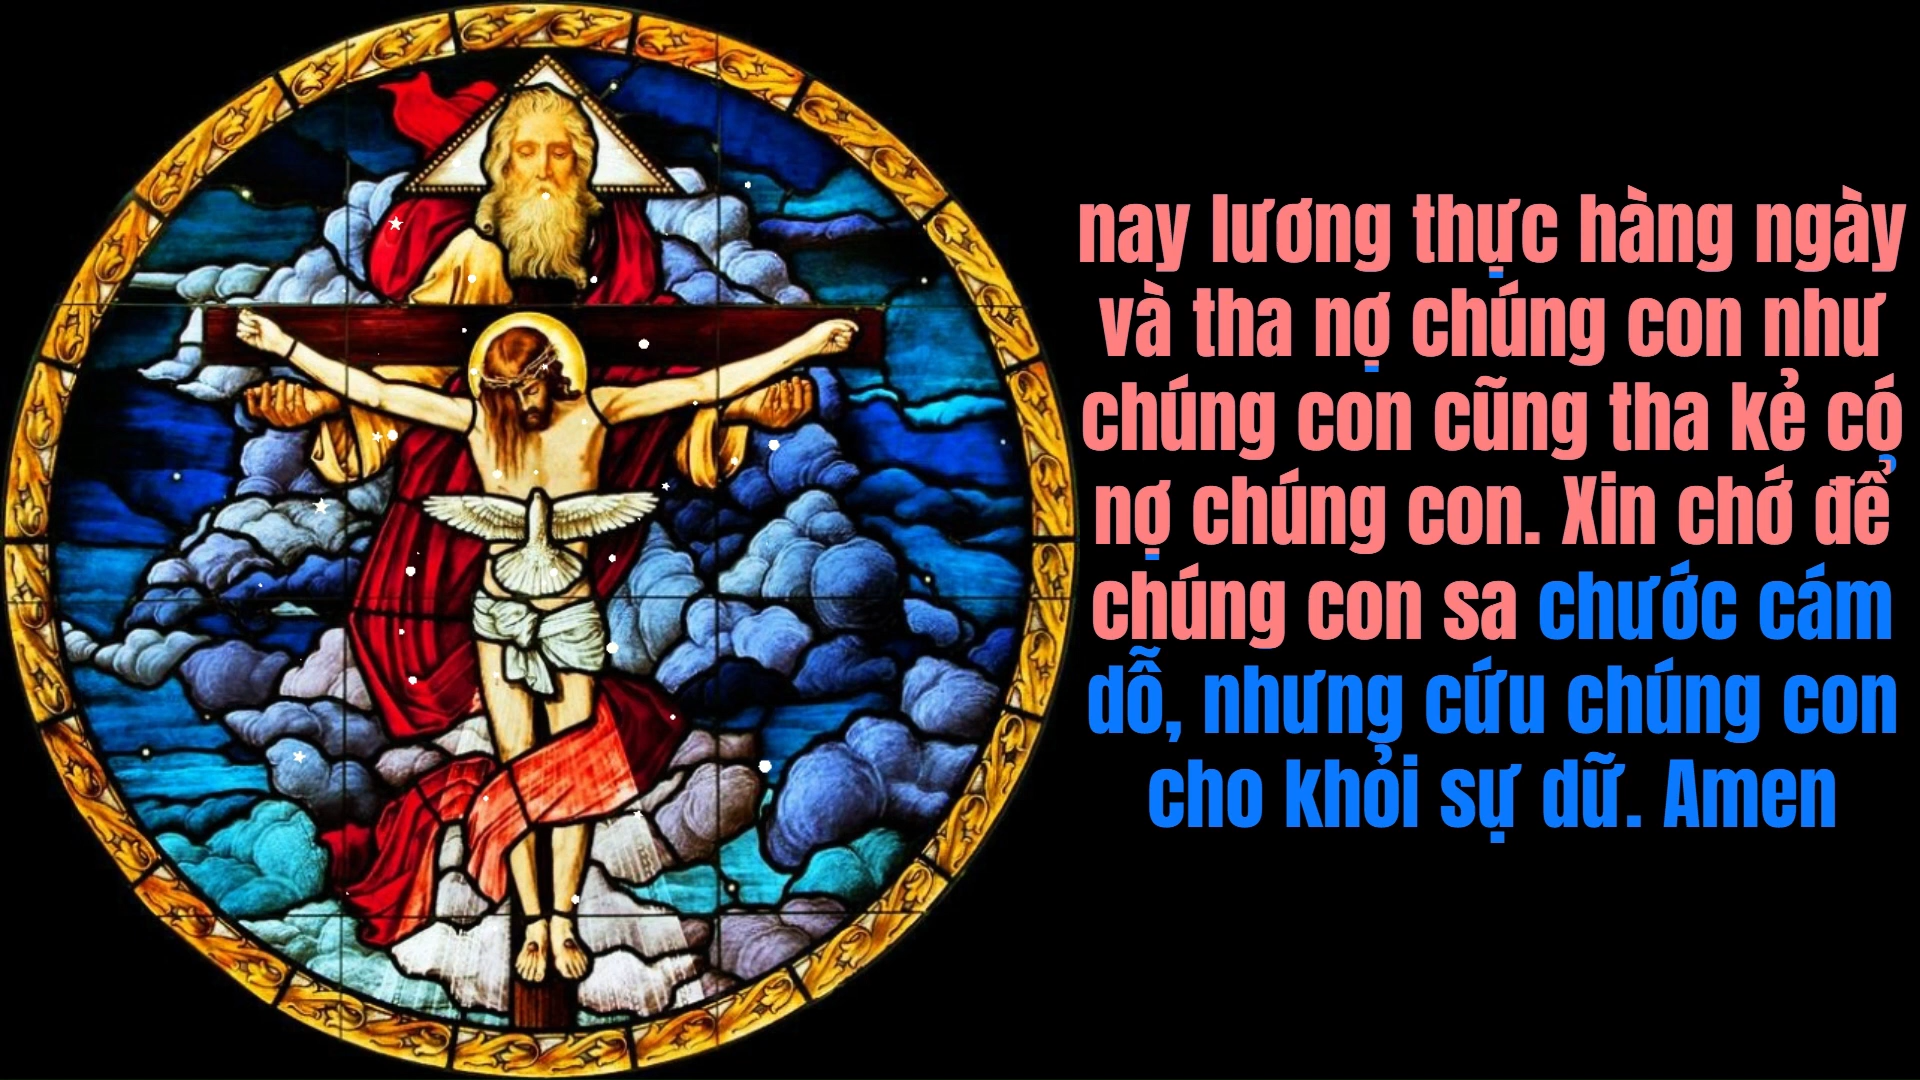 nay lương thực hàng ngày
và tha nợ chúng con như
chúng con cũng tha kẻ có
nợ chúng con. Xin chớ để
chúng con sa chước cám
dỗ, nhưng cứu chúng con
cho khỏi sự dữ. Amen